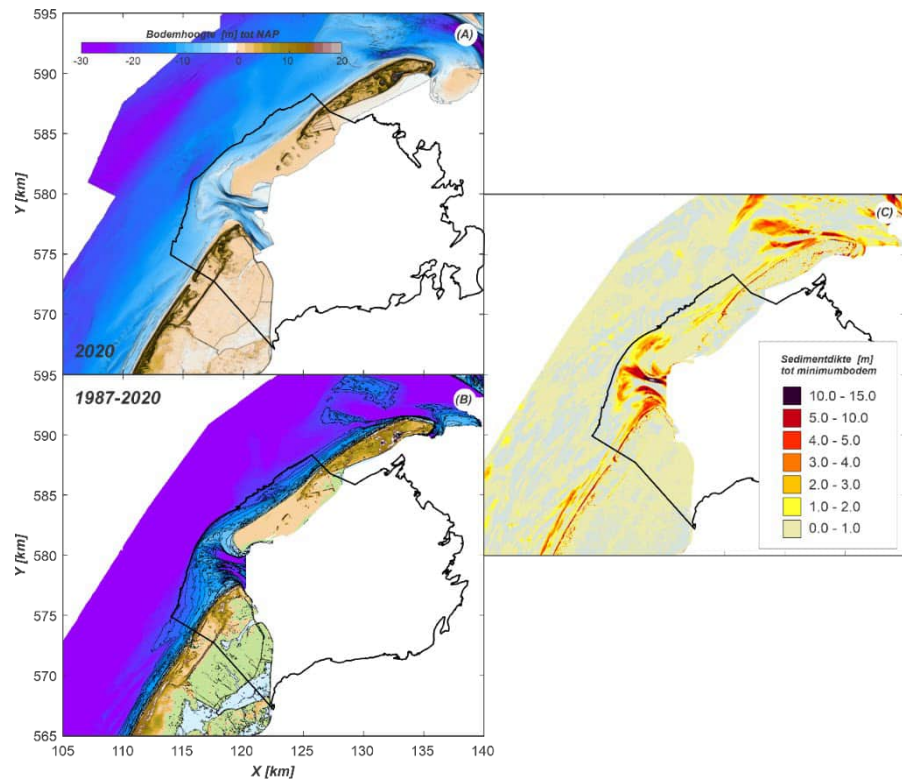 595
Bodemhoogte [m] tot NAP
(A)
-30 -20 -10 0 10 20
590
585
Y [km]
580
575
570
2020
595
1987-2020
(B)
590
585
Y [km]
580
575
570
565
105 110 115 120 125 130 135 140
X [km]
(C)
Sedimentdikte [m]
tot minimumbodem
10.0 - 15.0
5.0 - 10.0
4.0 - 5.0
3.0 - 4.0
2.0 - 3.0
1.0 - 2.0
0.0 - 1.0